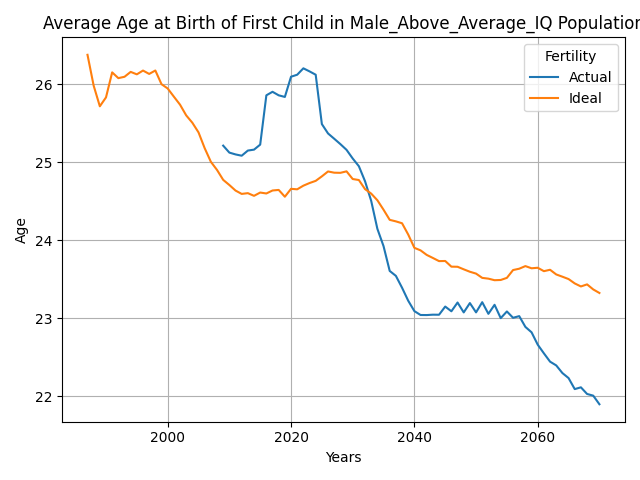 Average Age at Birth of First Child in Male_Above_Average_IQ Population
Fertility
Actual
Ideal
Age
26
25
24
23
22
2000
2020
2040
2060
Years